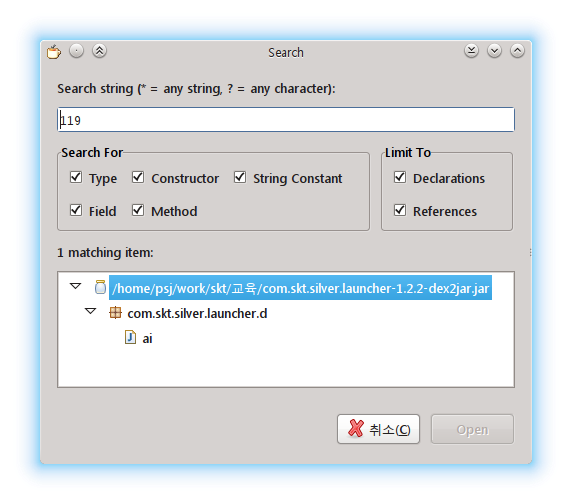 Search
Search string (* = any string, ? = any character):
119
Search For
Type Constructor String Constant
Field Method
Limit To
Declarations
References
1 matching item:
/home/psj/work/skt/교육/com.skt.silver.launcher-1.2.2-dex2jar.jar
com.skt.silver.launcher.d
ai
취소(C) Open